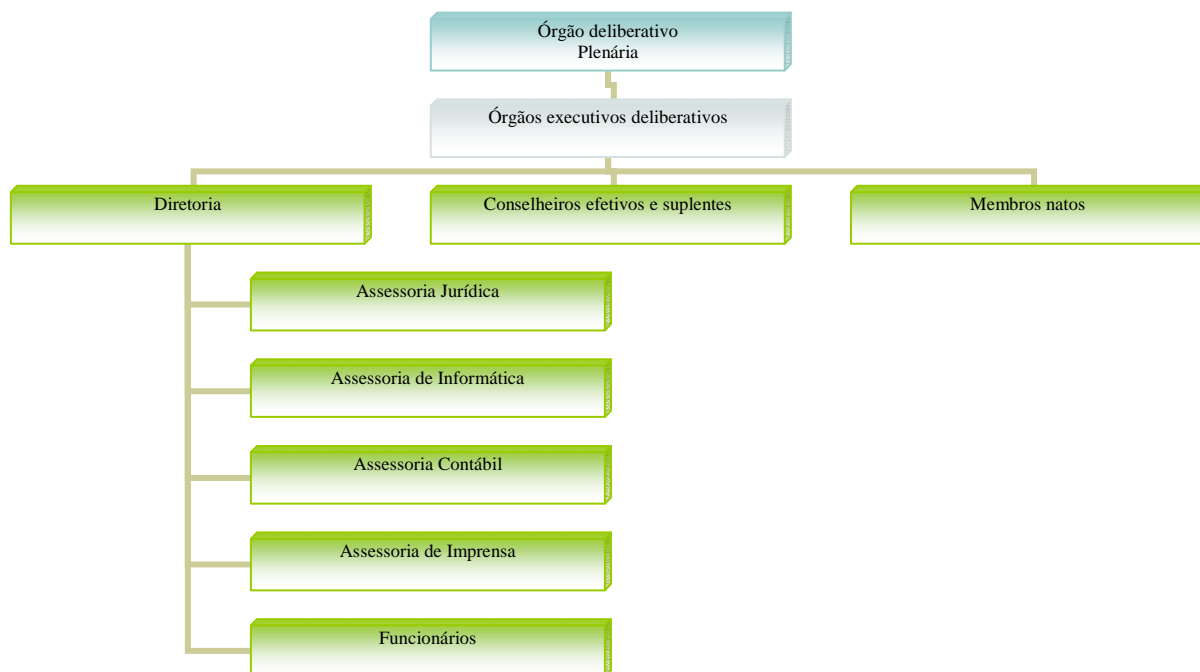 Órgão deliberativo
Plenária
Órgãos executivos deliberativos
Diretoria
Conselheiros efetivos e suplentes
Membros natos
Assessoria Jurídica
Assessoria de Informática
Assessoria Contábil
Assessoria de Imprensa
Funcionários